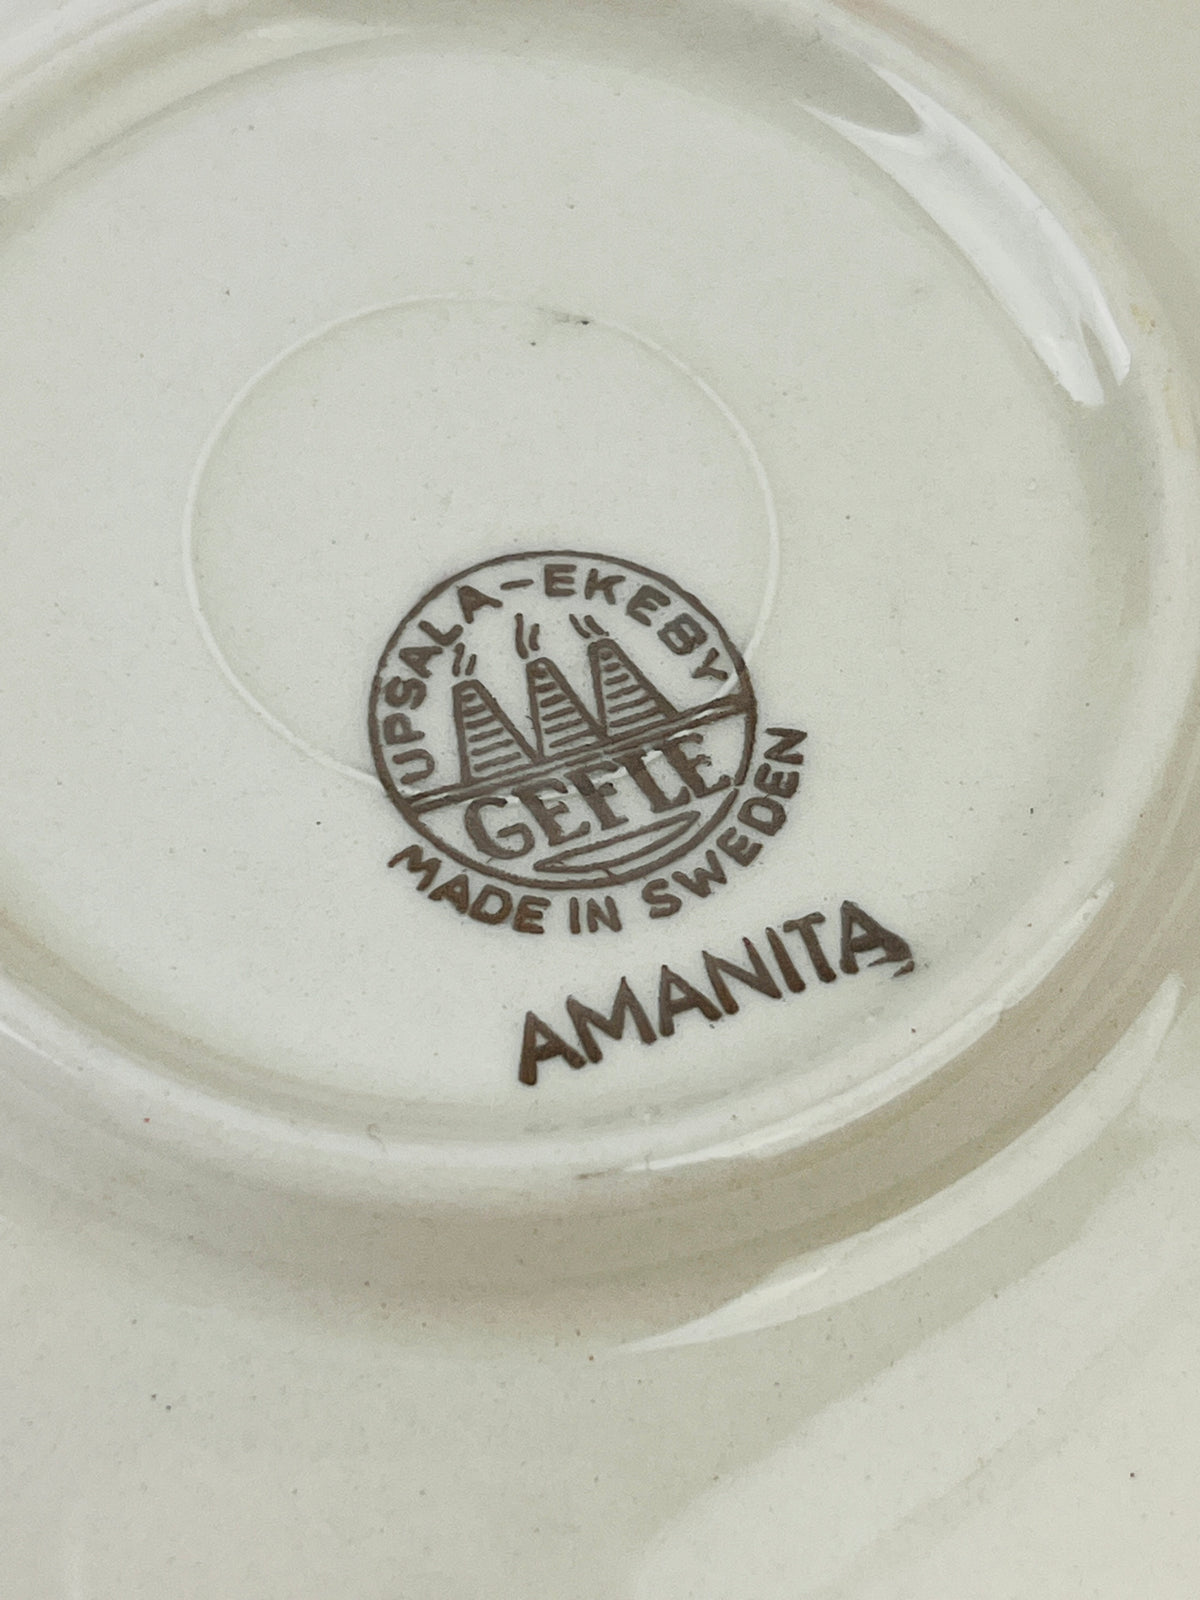 UPSALA-EKEBY
GEFLE
MADE IN SWEDEN
AMANITA